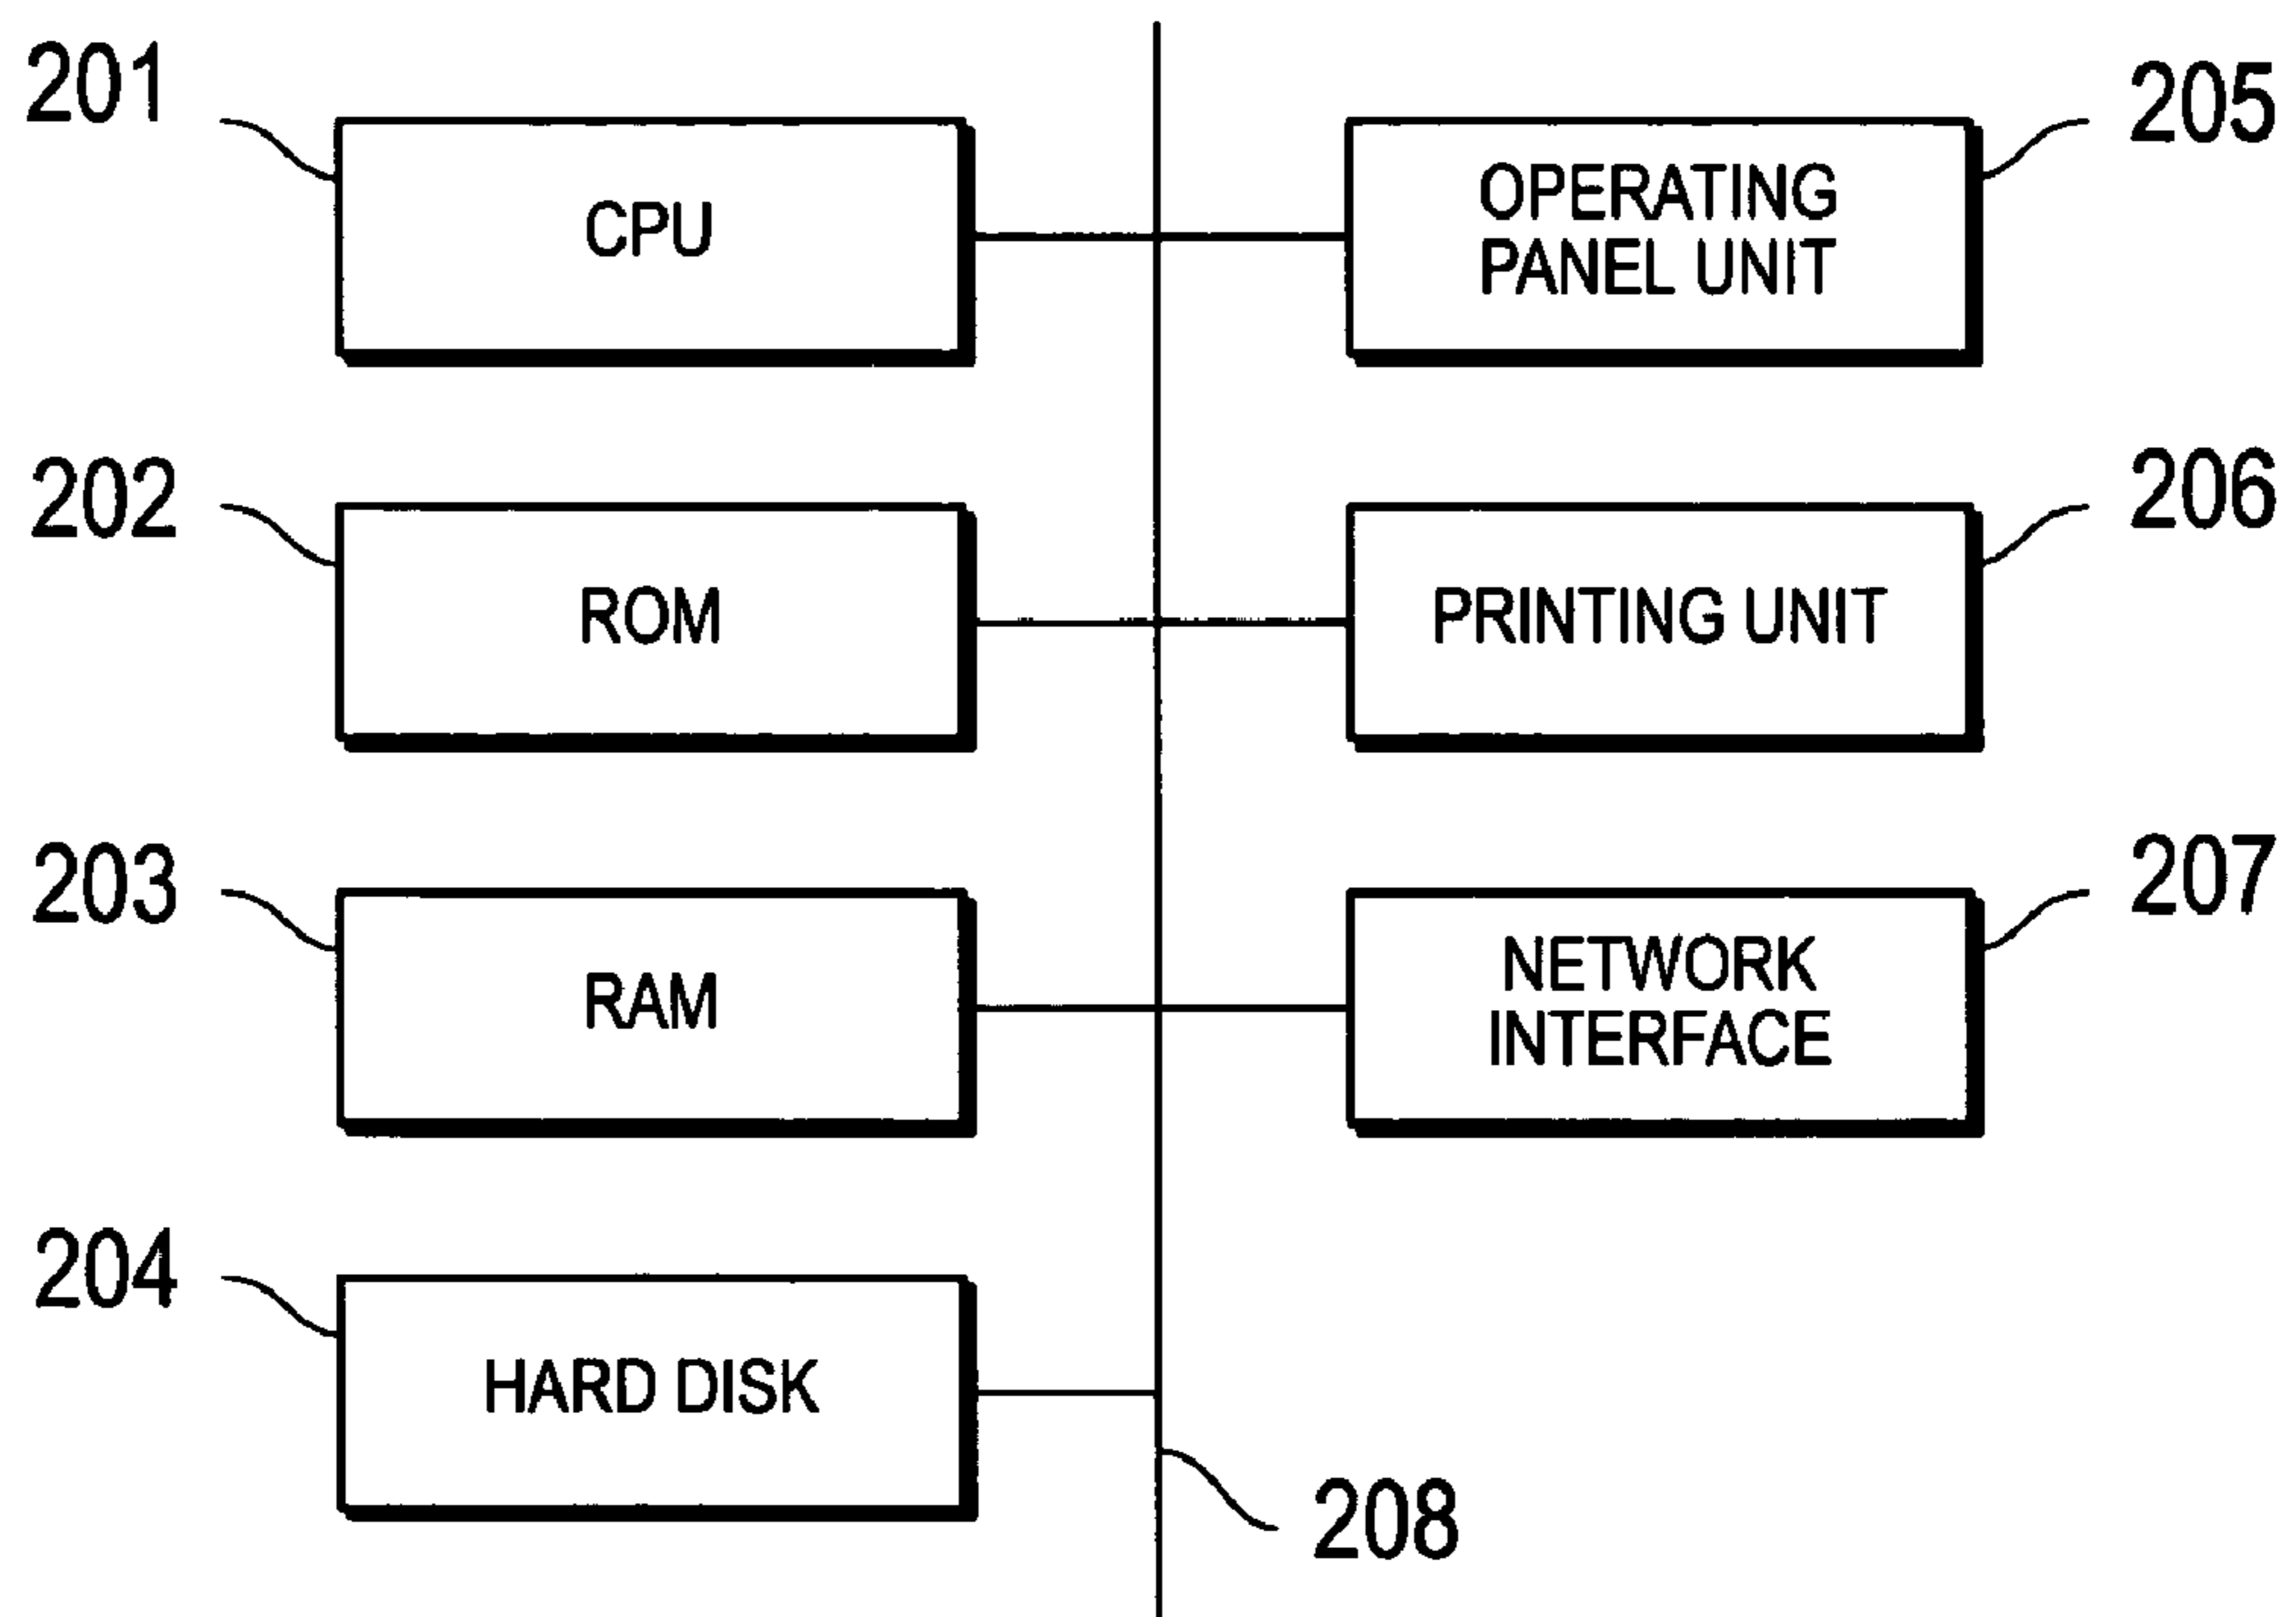 201
CPU
205
OPERATING
PANEL UNIT
202
ROM
206
PRINTING UNIT
203
RAM
207
NETWORK
INTERFACE
204
HARD DISK
208